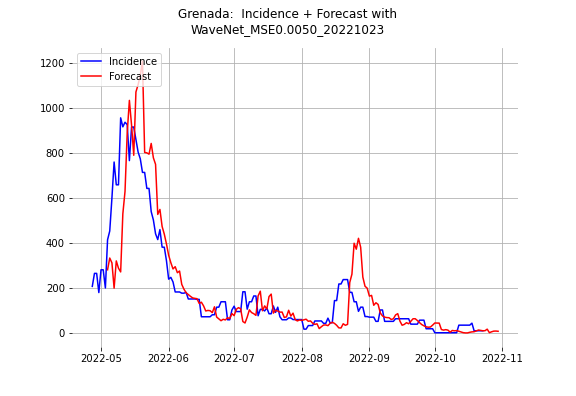 Grenada:  Incidence + Forecast with
WaveNet_MSE0.0050_20221023
Incidence
Forecast
1200
1000
800
600
400
200
0
2022-05 2022-06 2022-07 2022-08 2022-09 2022-10 2022-11